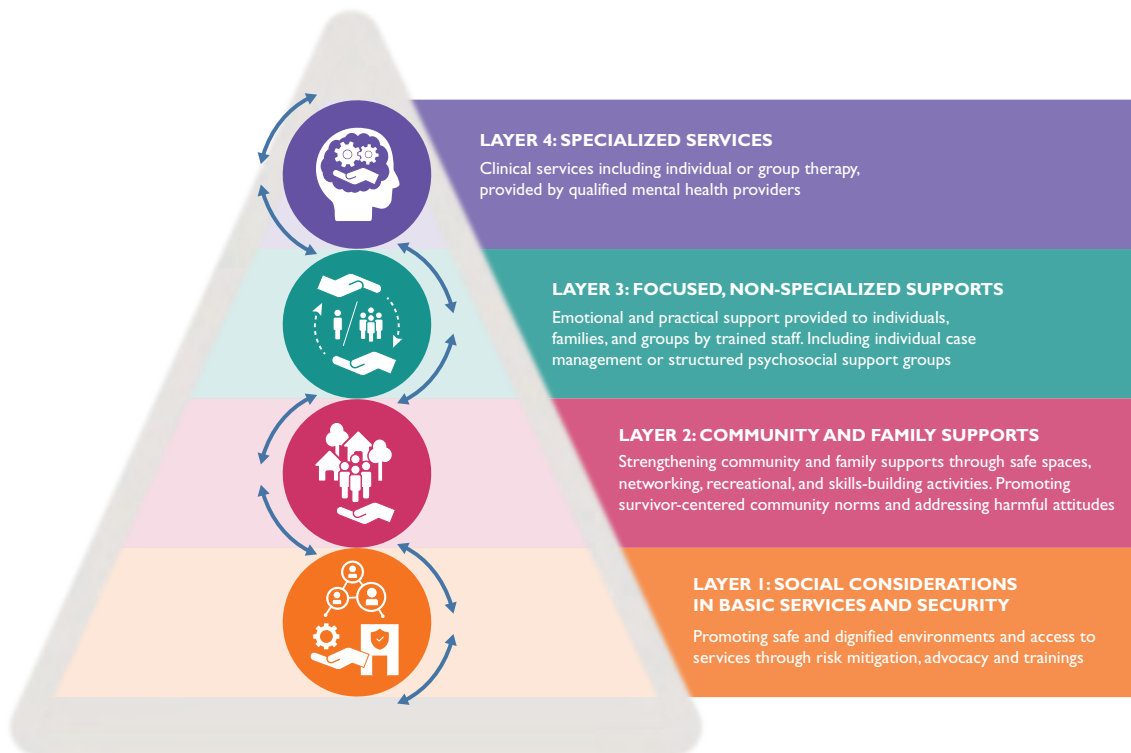 LAYER 4: SPECIALIZED SERVICES
Clinical services including individual or group therapy,
provided by qualified mental health providers
LAYER 3: FOCUSED, NON-SPECIALIZED SUPPORTS
Emotional and practical support provided to individuals,
families, and groups by trained staff. Including individual case
management or structured psychosocial support groups
LAYER 2: COMMUNITY AND FAMILY SUPPORTS
Strengthening community and family supports through safe spaces,
networking, recreational, and skills-building activities. Promoting
survivor-centered community norms and addressing harmful attitudes
LAYER 1: SOCIAL CONSIDERATIONS
IN BASIC SERVICES AND SECURITY
Promoting safe and dignified environments and access to
services through risk mitigation, advocacy and trainings